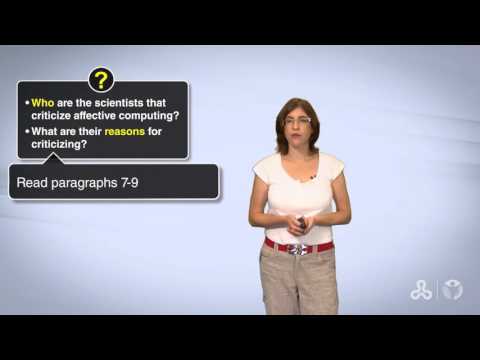 ?
• Who are the scientists that
criticize affective computing?
• What are their reasons for
criticizing?
Read paragraphs 7-9